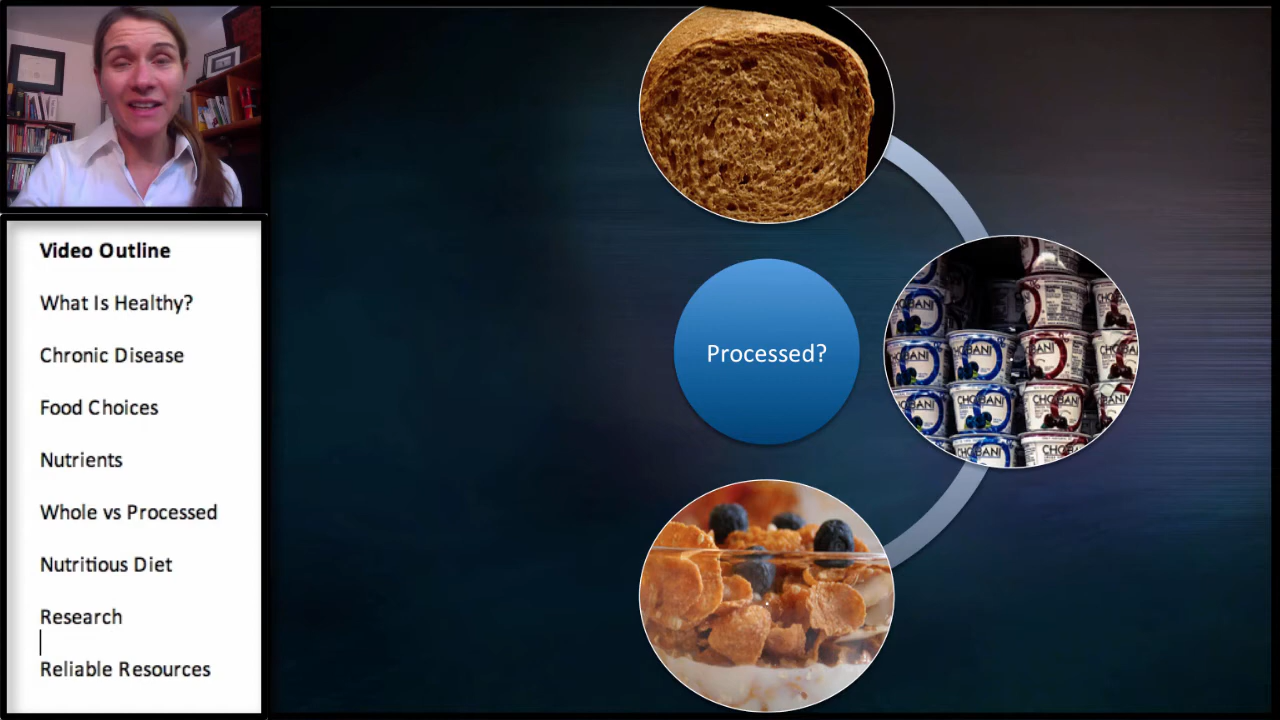 Video Outline
What Is Healthy?
Chronic Disease
Food Choices
Nutrients
Whole vs Processed
Nutritious Diet
Research
Reliable Resources
Processed?
CHOBANI